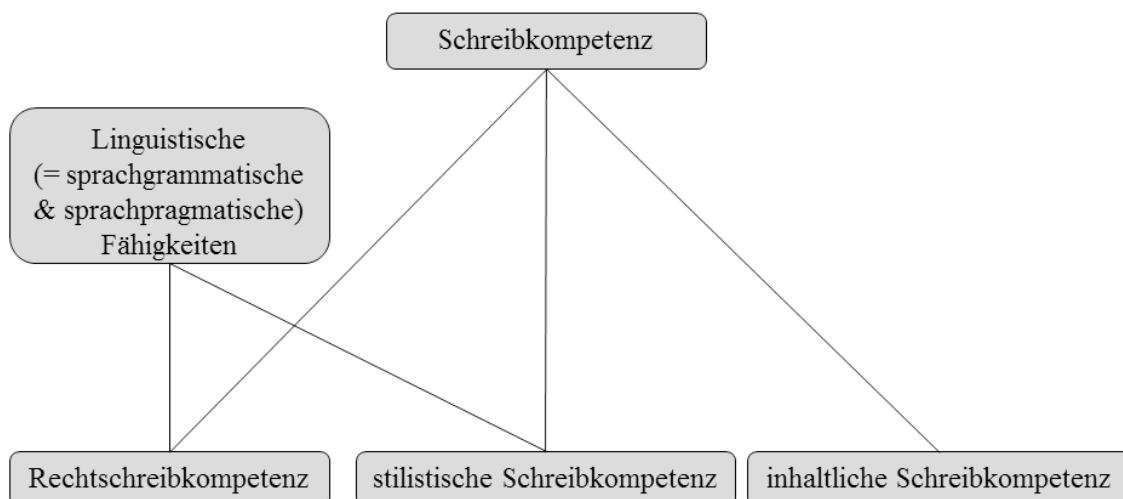 Schreibkompetenz
Linguistische
(= sprachgrammatische
& sprachpragmatische)
Fähigkeiten
Rechtschreibkompetenz
stilistische Schreibkompetenz
inhaltliche Schreibkompetenz